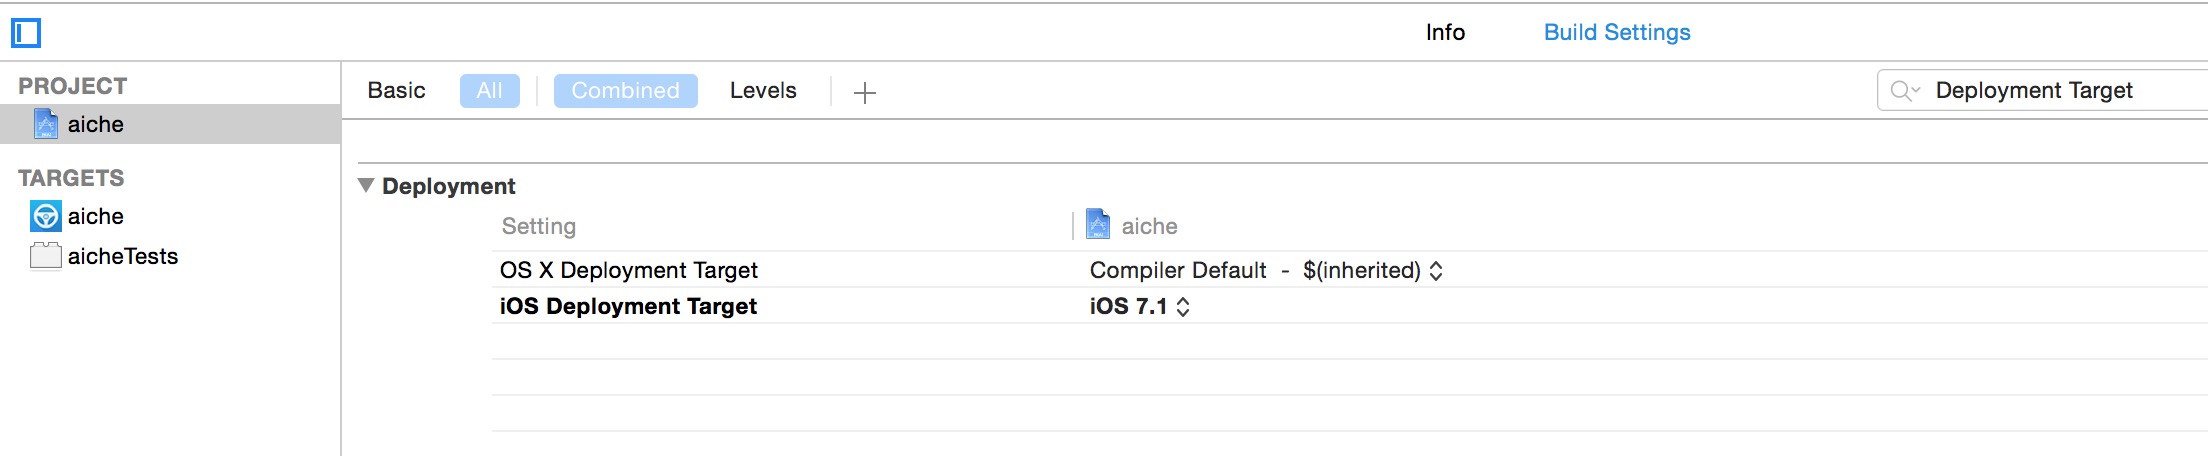 Info Build Settings
PROJECT
Basic All Combined Levels
Deployment Target
aiche
TARGETS
aiche
aicheTests
Deployment
Setting aiche
OS X Deployment Target Compiler Default - $(inherited)
iOS Deployment Target iOS 7.1